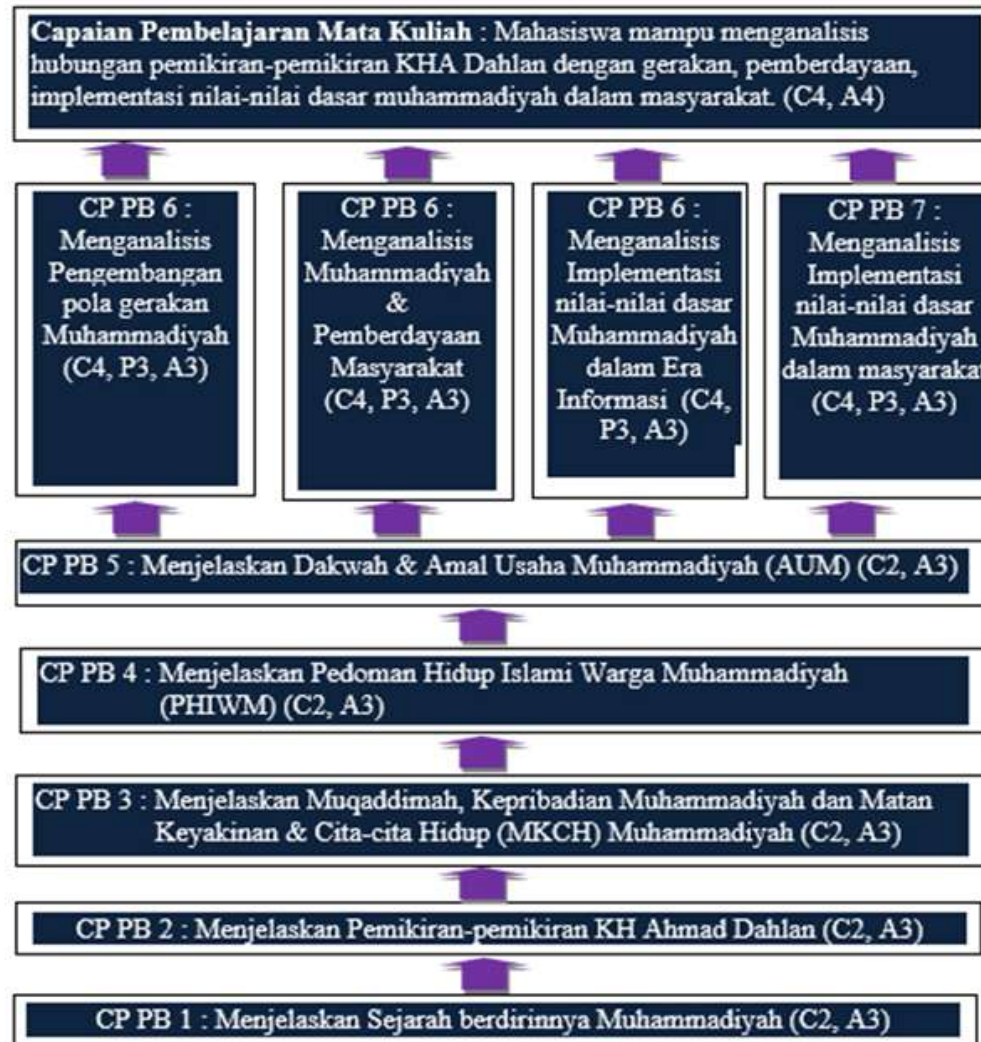 Capaian Pembelajaran Mata Kuliah : Mahasiswa mampu menganalisis
hubungan pemikiran-pemikiran KHA Dahlan dengan gerakan, pemberdayaan,
implementasi nilai-nilai dasar muhammadiyah dalam masyarakat. (C4, A4)
CP PB 6 :
Menganalisis
Pengembangan
pola gerakan
Muhammadiyah
(C4, P3, A3)
CP PB 6 :
Menganalisis
Muhammadiyah
&
Pemberdayaan
Masyarakat
(C4, P3, A3)
CP PB 6 :
Menganalisis
Implementasi
nilai-nilai dasar
Muhammadiyah
dalam Era
Informasi (C4,
P3, A3)
CP PB 7 :
Menganalisis
Implementasi
nilai-nilai dasar
Muhammadiyah
dalam masyarakat
(C4, P3, A3)
CP PB 5 : Menjelaskan Dakwah & Amal Usaha Muhammadiyah (AUM) (C2, A3)
CP PB 4 : Menjelaskan Pedoman Hidup Islami Warga Muhammadiyah
(PHIWM) (C2, A3)
CP PB 3 : Menjelaskan Muqaddimah, Kepribadian Muhammadiyah dan Matan
Keyakinan & Cita-cita Hidup (MKCH) Muhammadiyah (C2, A3)
CP PB 2 : Menjelaskan Pemikiran-pemikiran KH Ahmad Dahlan (C2, A3)
CP PB 1 : Menjelaskan Sejarah berdirinnya Muhammadiyah (C2, A3)